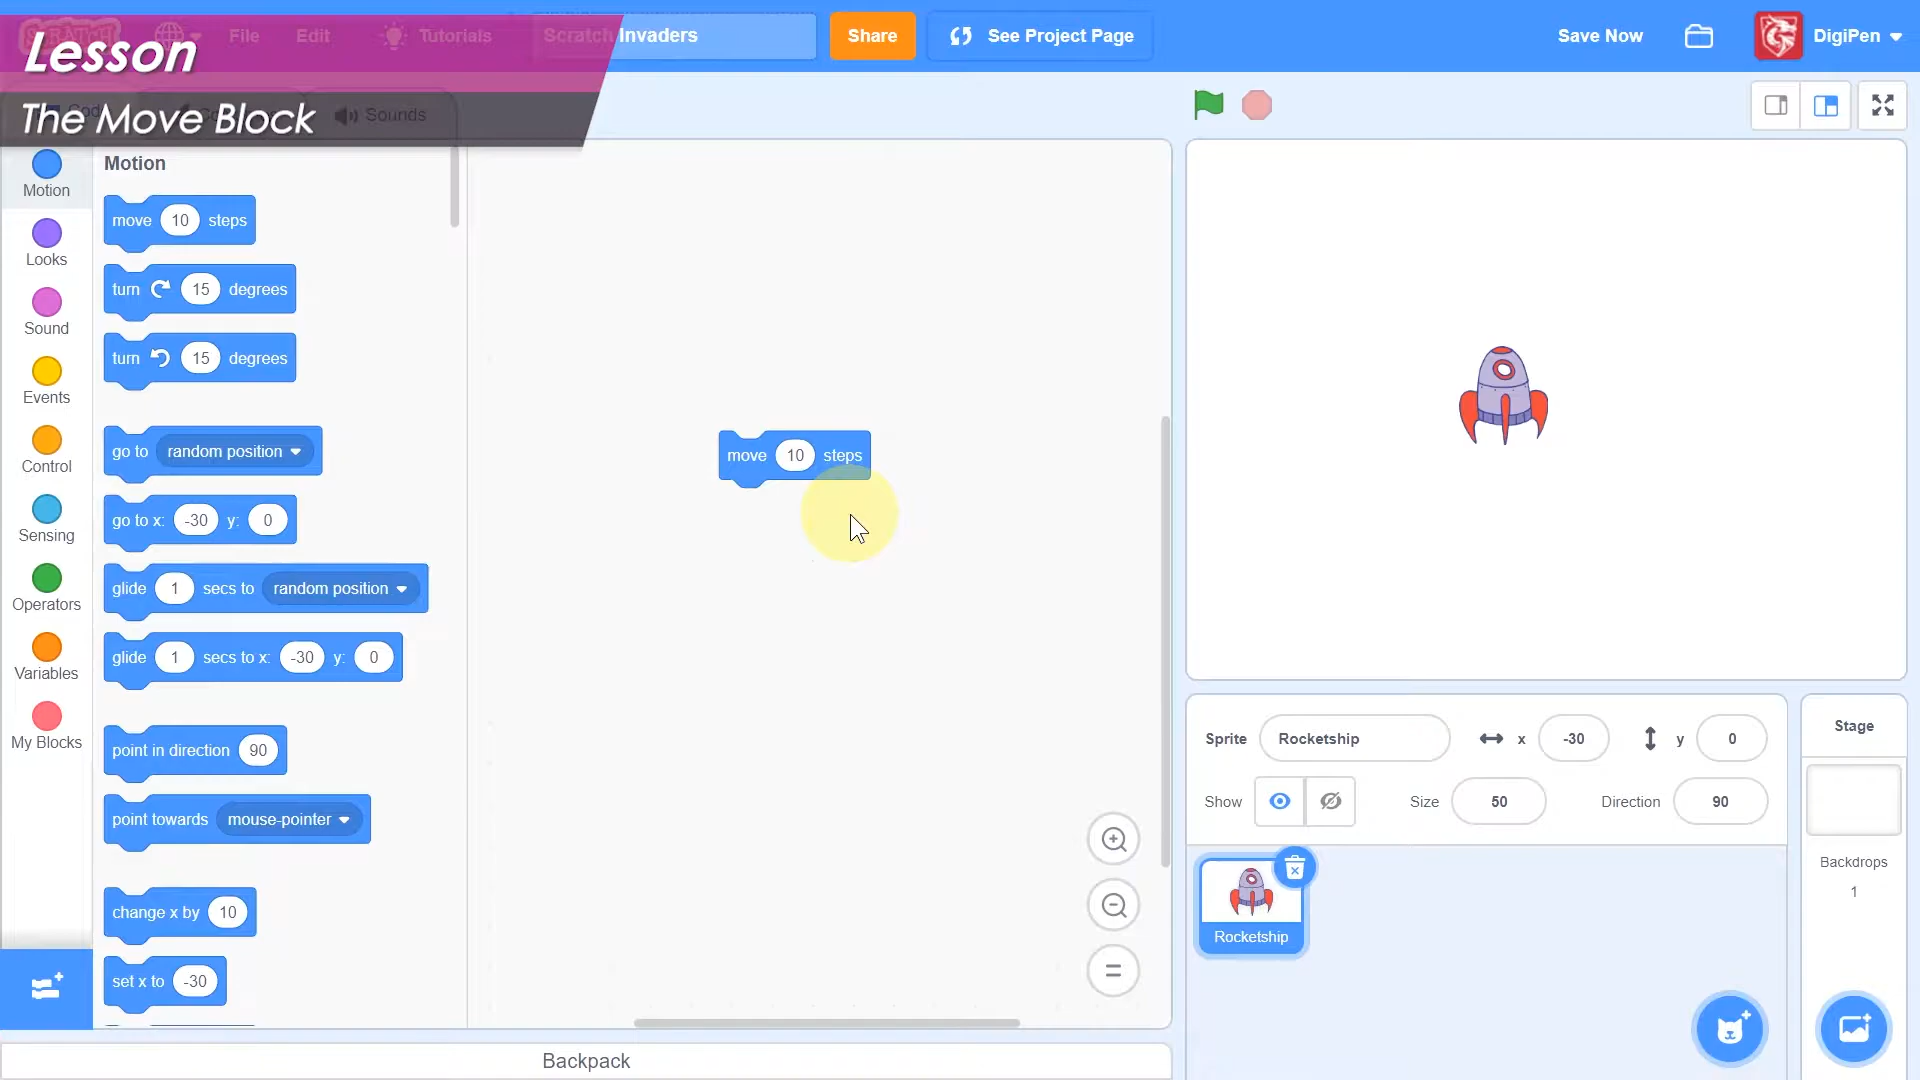 Lesson
The Move Block
SCRATCH
File
Edit
Tutorials
Scratch Invaders
Share
See Project Page
Save Now
DigiPen
Code
Sounds
Motion
Looks
Sound
Events
Control
Sensing
Operators
Variables
My Blocks
Motion
move 10 steps
turn 15 degrees
turn 15 degrees
go to random position
go to x: -30 y: 0
glide 1 secs to random position
glide 1 secs to x: -30 y: 0
point in direction 90
point towards mouse-pointer
change x by 10
set x to -30
move 10 steps
Backpack
Sprite Rocketship x -30 y 0
Show Size 50 Direction 90
Rocketship
Stage
Backdrops
1